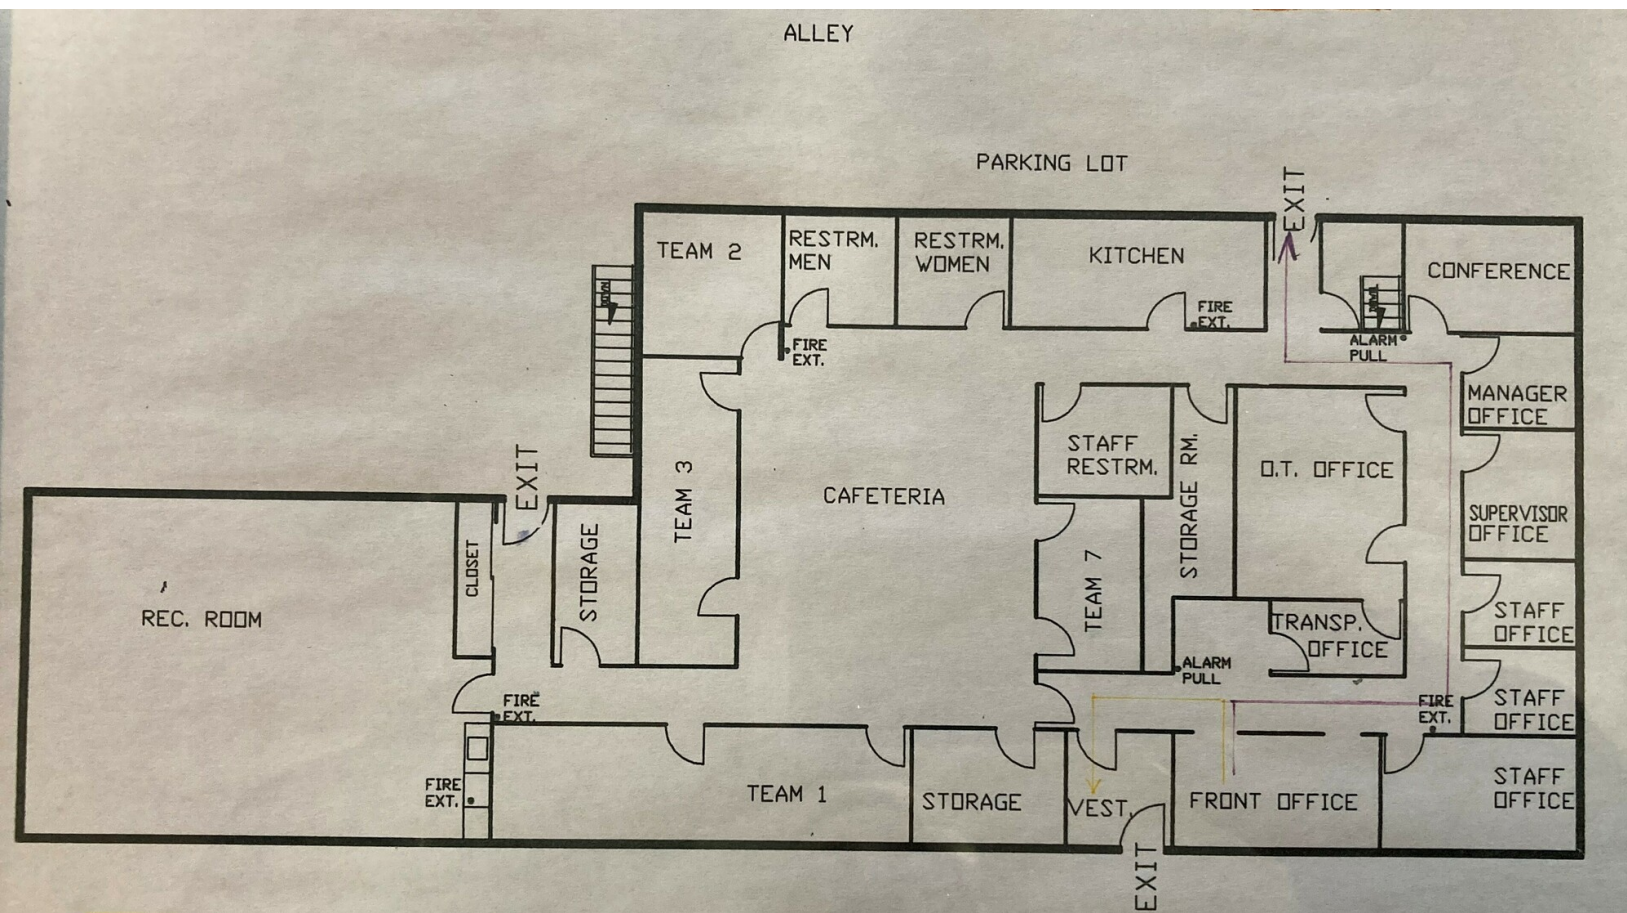 ALLEY
PARKING LOT
EXIT
TEAM 2
RESTRM.
MEN
RESTRM.
WOMEN
KITCHEN
CONFERENCE
DOWN
DOWN
FIRE
EXT.
FIRE
EXT.
ALARM
PULL
MANAGER
OFFICE
STAFF
RESTRM.
STORAGE RM.
O.T. OFFICE
EXIT
TEAM 3
CAFETERIA
SUPERVISOR
OFFICE
CLOSET
STORAGE
TEAM 7
REC. ROOM
TRANSP.
OFFICE
STAFF
OFFICE
ALARM
PULL
FIRE
EXT.
FIRE
EXT.
STAFF
OFFICE
FIRE
EXT.
TEAM 1
STORAGE
VEST.
FRONT OFFICE
STAFF
OFFICE
EXIT